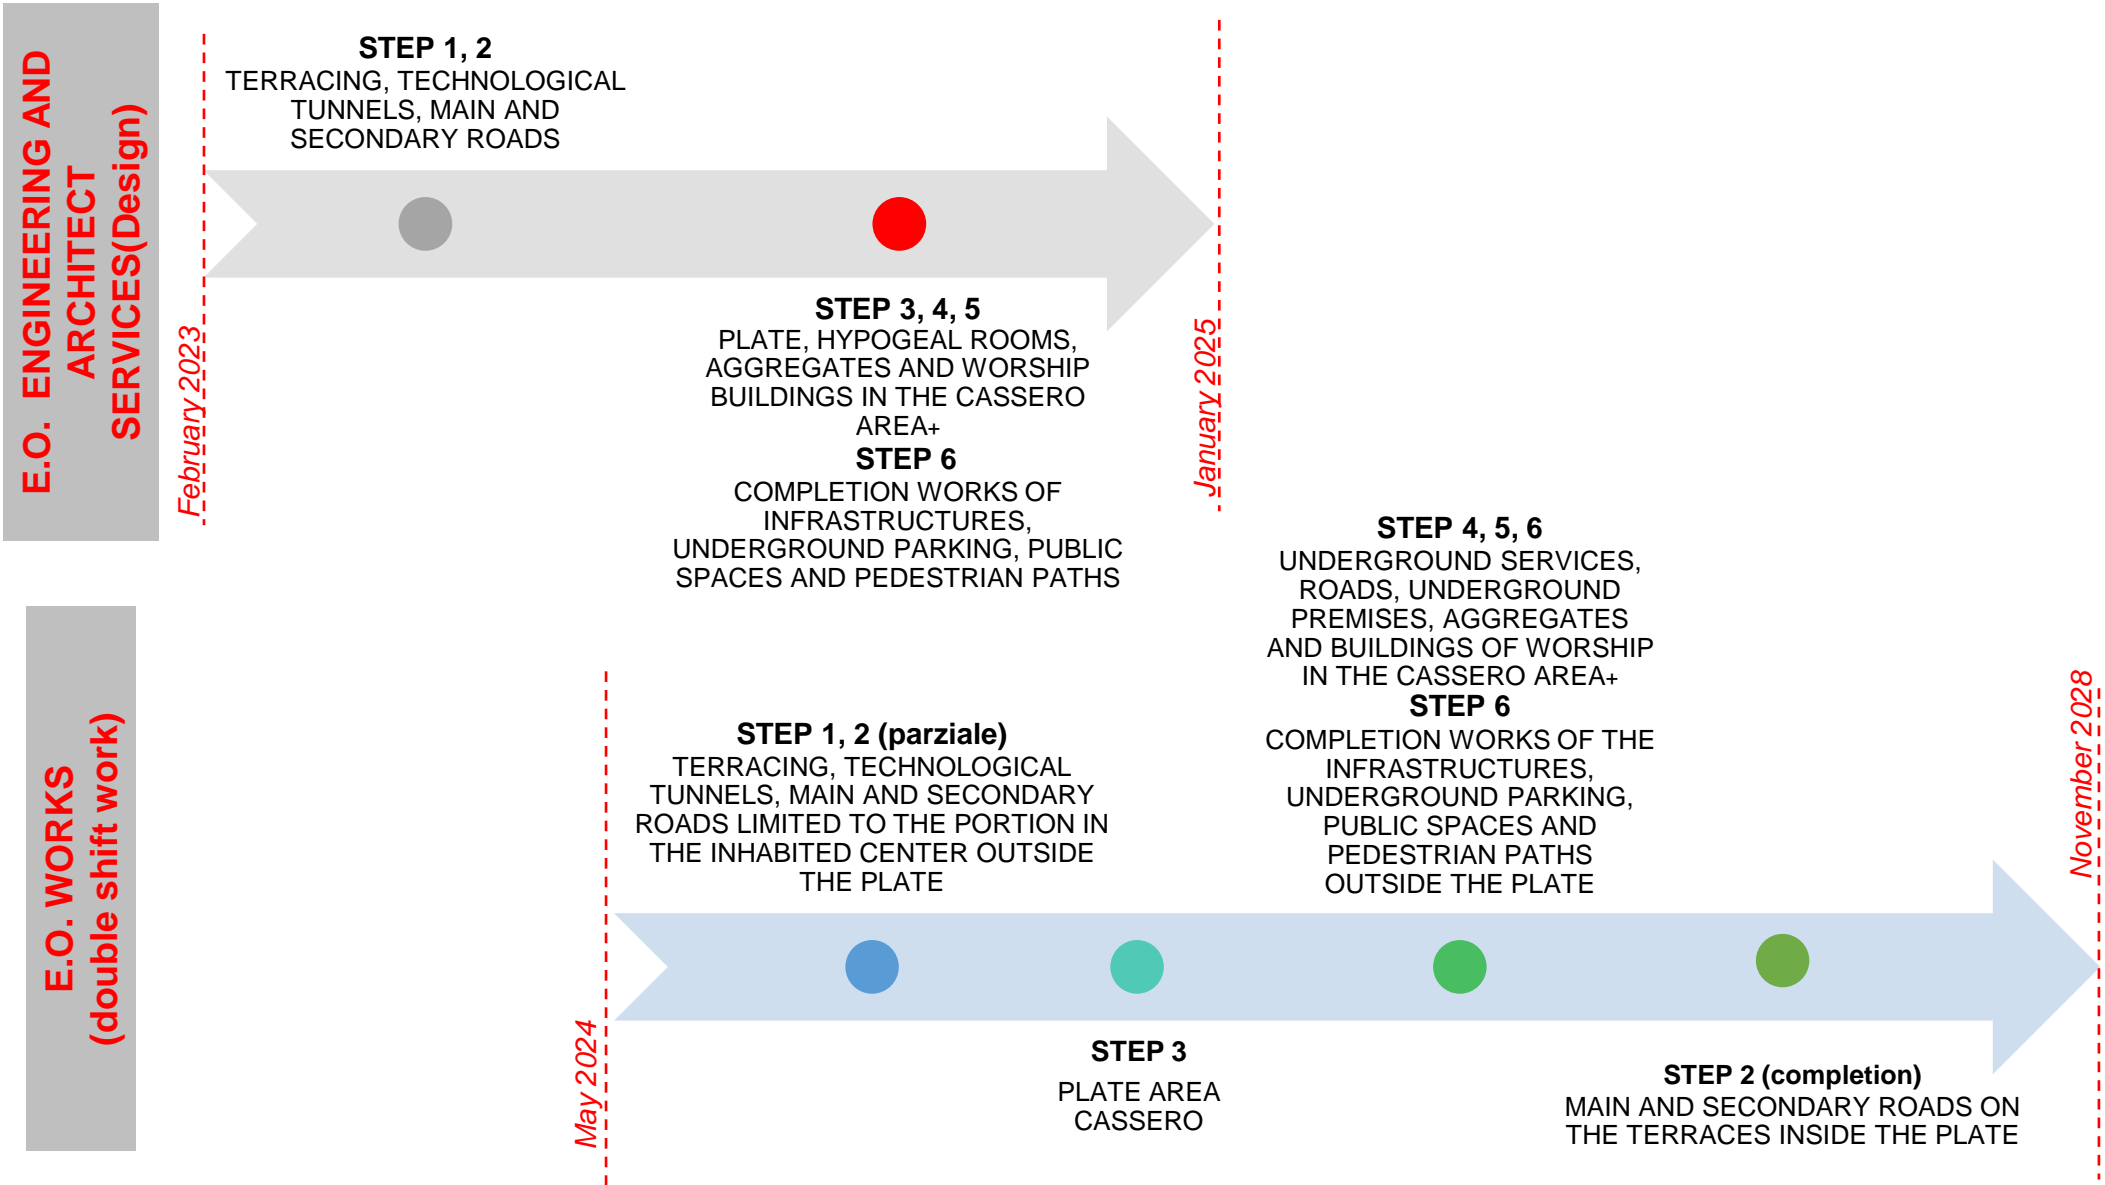 E.O. ENGINEERING AND
ARCHITECT
SERVICES(Design)
February 2023
STEP 1, 2
TERRACING, TECHNOLOGICAL
TUNNELS, MAIN AND
SECONDARY ROADS
STEP 3, 4, 5
PLATE, HYPOGEAL ROOMS,
AGGREGATES AND WORSHIP
BUILDINGS IN THE CASSERO
AREA+
STEP 6
COMPLETION WORKS OF
INFRASTRUCTURES,
UNDERGROUND PARKING, PUBLIC
SPACES AND PEDESTRIAN PATHS
January 2025
E.O. WORKS
(double shift work)
May 2024
STEP 1, 2 (parziale)
TERRACING, TECHNOLOGICAL
TUNNELS, MAIN AND SECONDARY
ROADS LIMITED TO THE PORTION IN
THE INHABITED CENTER OUTSIDE
THE PLATE
STEP 3
PLATE AREA
CASSERO
STEP 4, 5, 6
UNDERGROUND SERVICES,
ROADS, UNDERGROUND
PREMISES, AGGREGATES
AND BUILDINGS OF WORSHIP
IN THE CASSERO AREA+
STEP 6
COMPLETION WORKS OF THE
INFRASTRUCTURES,
UNDERGROUND PARKING,
PUBLIC SPACES AND
PEDESTRIAN PATHS
OUTSIDE THE PLATE
STEP 2 (completion)
MAIN AND SECONDARY ROADS ON
THE TERRACES INSIDE THE PLATE
November 2028